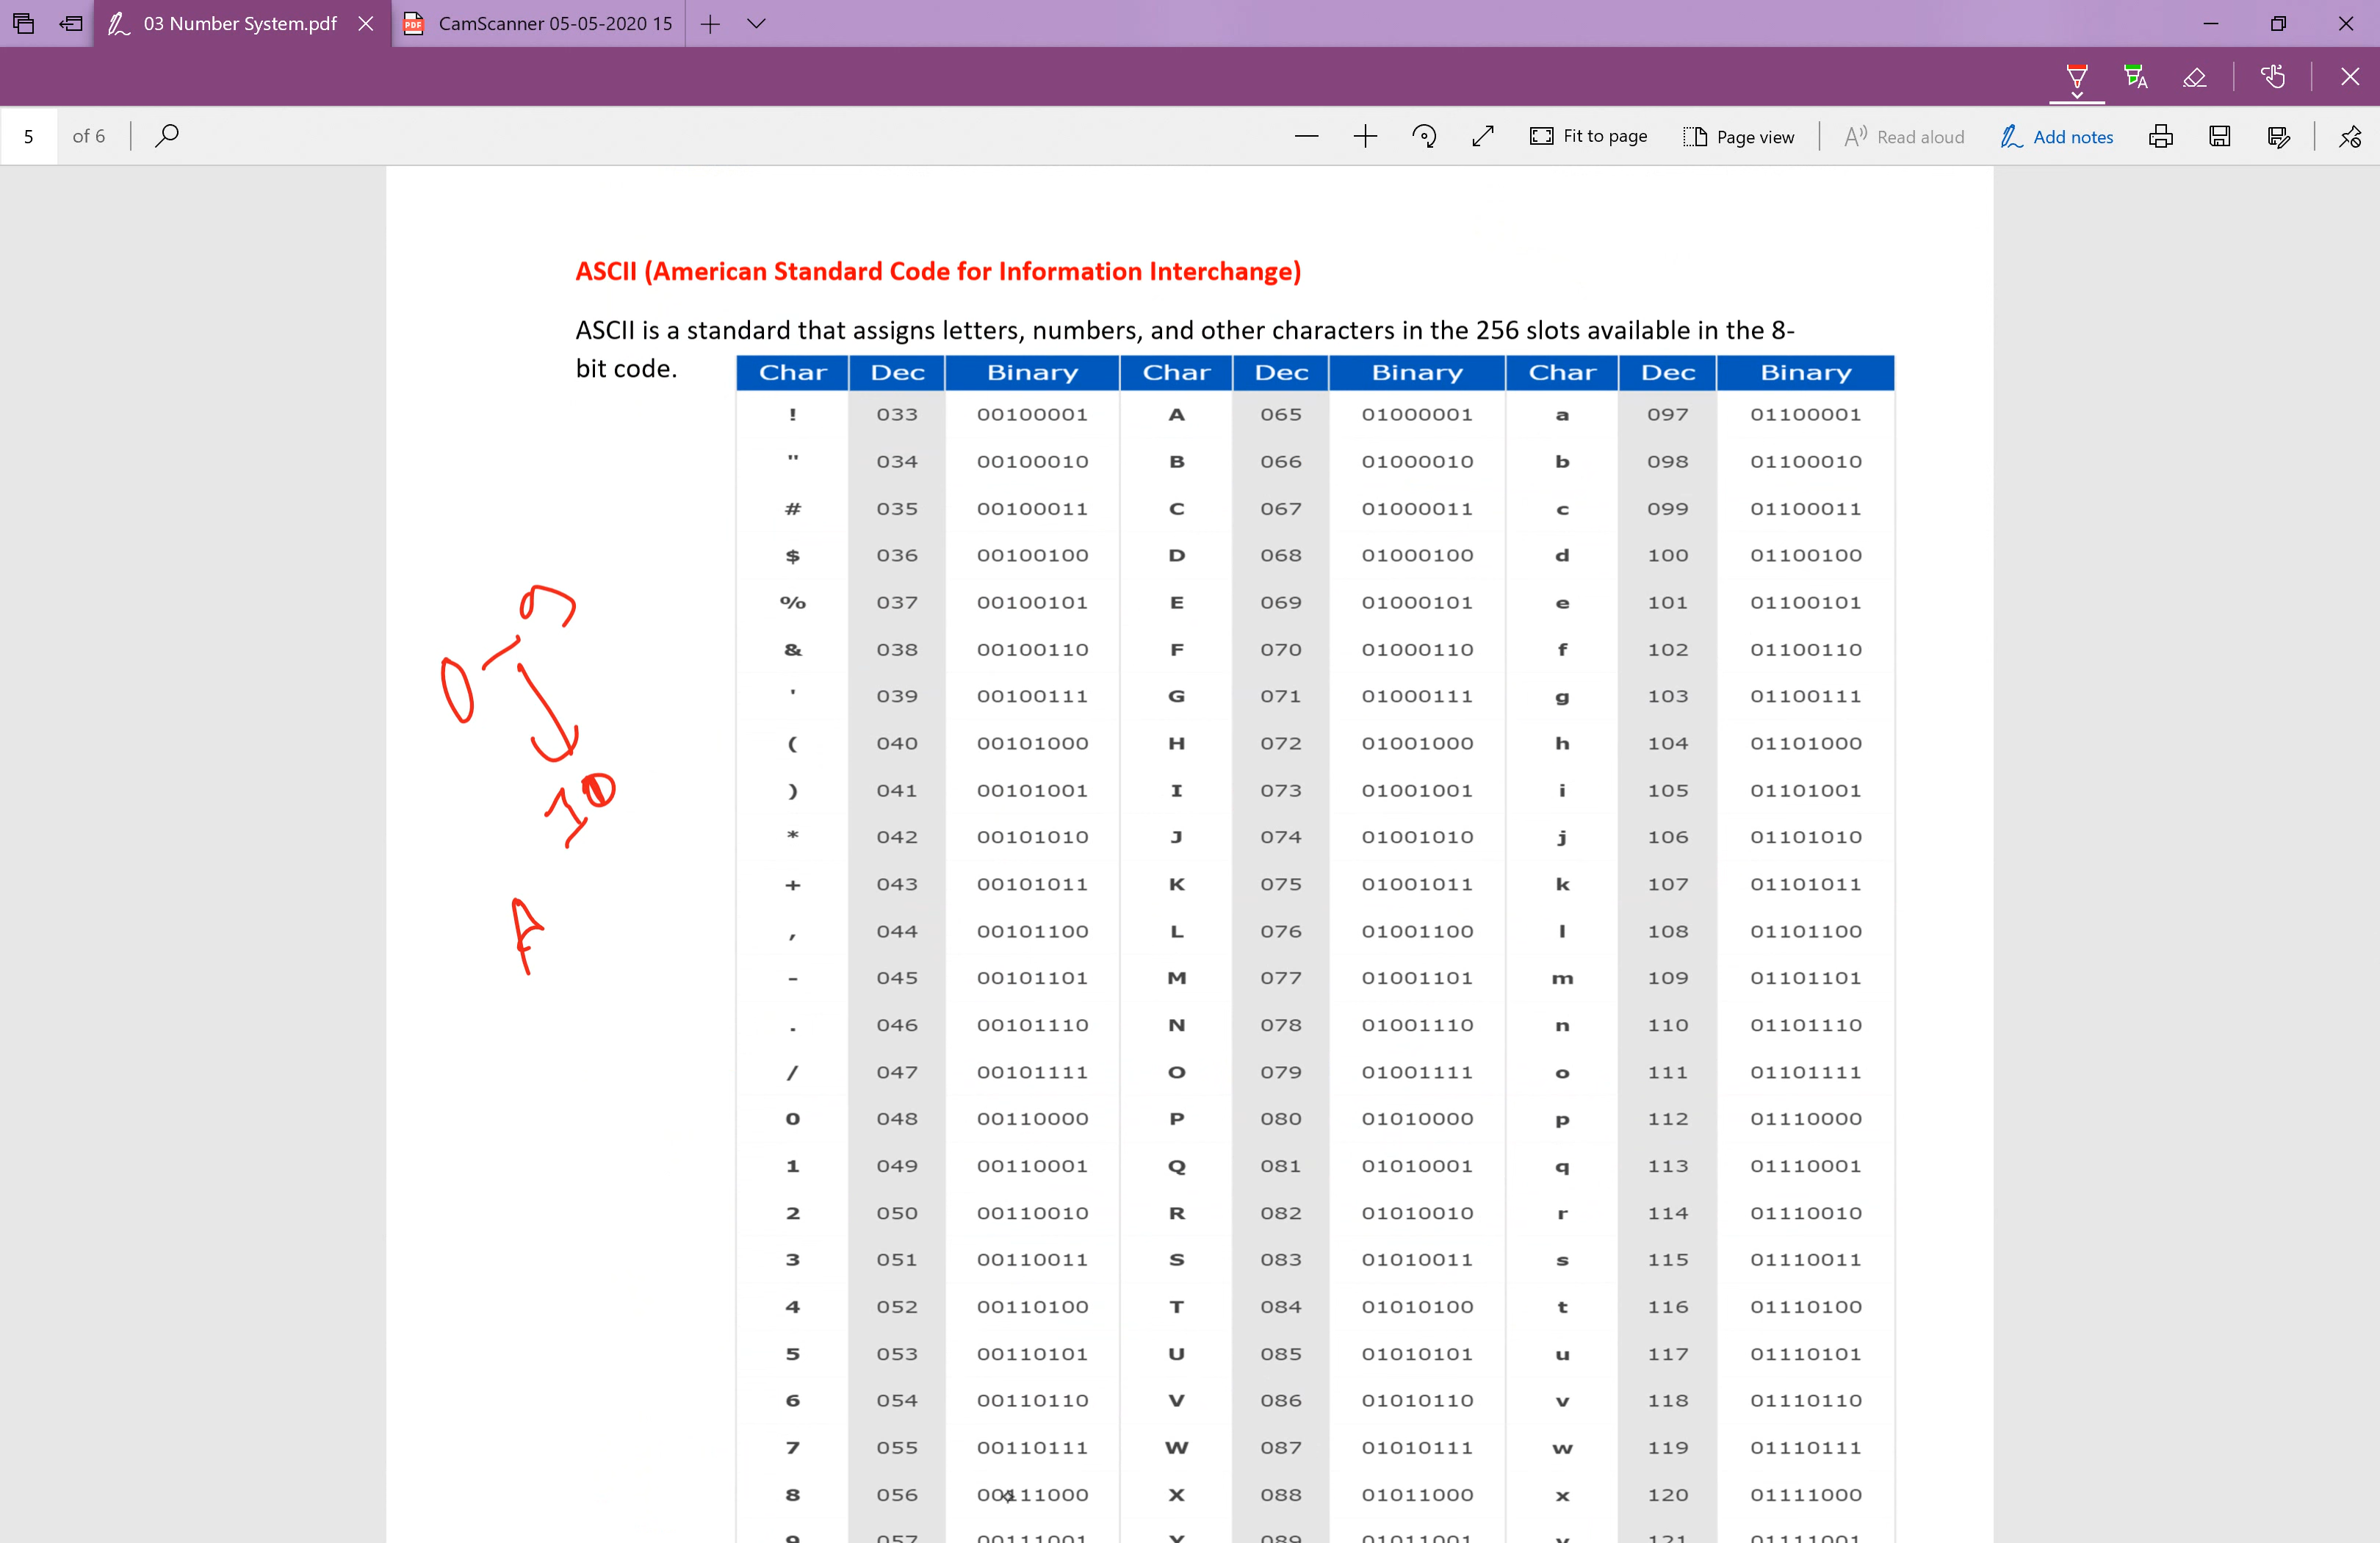 03 Number System.pdf
CamScanner 05-05-2020 15
5 of 6
Fit to page
Page view
Read aloud
Add notes
ASCII (American Standard Code for Information Interchange)
ASCII is a standard that assigns letters, numbers, and other characters in the 256 slots available in the 8-
bit code.
Char Dec Binary Char Dec Binary Char Dec Binary
! 033 00100001 A 065 01000001 a 097 01100001
" 034 00100010 B 066 01000010 b 098 01100010
# 035 00100011 C 067 01000011 c 099 01100011
$ 036 00100100 D 068 01000100 d 100 01100100
% 037 00100101 E 069 01000101 e 101 01100101
& 038 00100110 F 070 01000110 f 102 01100110
' 039 00100111 G 071 01000111 g 103 01100111
( 040 00101000 H 072 01001000 h 104 01101000
) 041 00101001 I 073 01001001 i 105 01101001
* 042 00101010 J 074 01001010 j 106 01101010
+ 043 00101011 K 075 01001011 k 107 01101011
, 044 00101100 L 076 01001100 l 108 01101100
- 045 00101101 M 077 01001101 m 109 01101101
. 046 00101110 N 078 01001110 n 110 01101110
/ 047 00101111 O 079 01001111 o 111 01101111
0 048 00110000 P 080 01010000 p 112 01110000
1 049 00110001 Q 081 01010001 q 113 01110001
2 050 00110010 R 082 01010010 r 114 01110010
3 051 00110011 S 083 01010011 s 115 01110011
4 052 00110100 T 084 01010100 t 116 01110100
5 053 00110101 U 085 01010101 u 117 01110101
6 054 00110110 V 086 01010110 v 118 01110110
7 055 00110111 W 087 01010111 w 119 01110111
8 056 00111000 X 088 01011000 x 120 01111000
9 057 00111001 Y 089 01011001 y 121 01111001
0-9
10
A